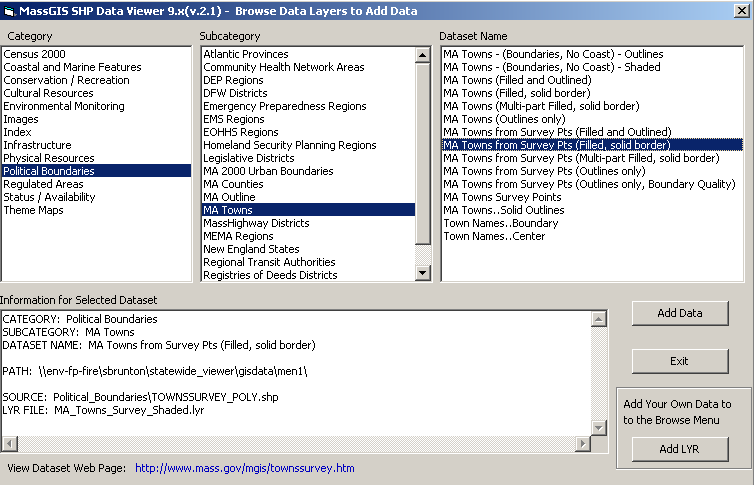 MassGIS SHP Data Viewer 9.x(v.2.1) - Browse Data Layers to Add Data
Category
Census 2000
Coastal and Marine Features
Conservation / Recreation
Cultural Resources
Environmental Monitoring
Images
Index
Infrastructure
Physical Resources
Political Boundaries
Regulated Areas
Status / Availability
Theme Maps
Subcategory
Atlantic Provinces
Community Health Network Areas
DEP Regions
DFW Districts
Emergency Preparedness Regions
EMS Regions
EOHHS Regions
Homeland Security Planning Regions
Legislative Districts
MA 2000 Urban Boundaries
MA Counties
MA Outline
MA Towns
MassHighway Districts
MEMA Regions
New England States
Regional Transit Authorities
Registries of Deeds Districts
Dataset Name
MA Towns - (Boundaries, No Coast) - Outlines
MA Towns - (Boundaries, No Coast) - Shaded
MA Towns (Filled and Outlined)
MA Towns (Filled, solid border)
MA Towns (Multi-part Filled, solid border)
MA Towns (Outlines only)
MA Towns from Survey Pts (Filled and Outlined)
MA Towns from Survey Pts (Filled, solid border)
MA Towns from Survey Pts (Multi-part Filled, solid border)
MA Towns from Survey Pts (Outlines only)
MA Towns from Survey Pts (Outlines only, Boundary Quality)
MA Towns Survey Points
MA Towns..Solid Outlines
Town Names..Boundary
Town Names..Center
Information for Selected Dataset
CATEGORY: Political Boundaries
SUBCATEGORY: MA Towns
DATASET NAME: MA Towns from Survey Pts (Filled, solid border)
PATH: \\env-fp-fire\sbrunton\statewide_viewer\gisdata\men1\
SOURCE: Political_Boundaries\TOWNSSURVEY_POLY.shp
LYR FILE: MA_Towns_Survey_Shaded.lyr
Add Data
Exit
Add Your Own Data to
to the Browse Menu
Add LYR
View Dataset Web Page: http://www.mass.gov/mgis/townssurvey.htm